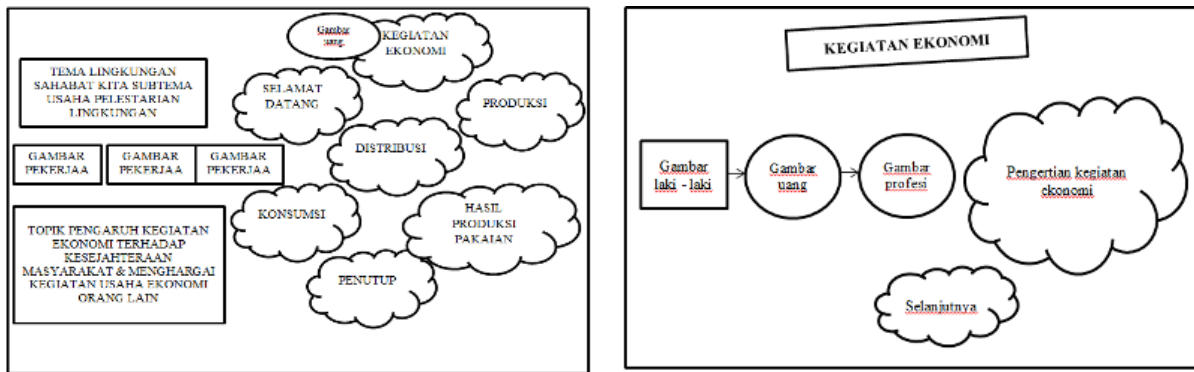 Gambar
uang
KEGIATAN
EKONOMI
TEMA LINGKUNGAN
SAHABAT KITA SUBTEMA
USAHA PELESTARIAN
LINGKUNGAN
SELAMAT
DATANG
PRODUKSI
DISTRIBUSI
GAMBAR
PEKERJAA
GAMBAR
PEKERJAA
GAMBAR
PEKERJAA
KONSUMSI
HASIL
PRODUKSI
PAKAIAN
TOPIK PENGARUH KEGIATAN
EKONOMI TERHADAP
KESEJAHTERAAN
MASYARAKAT & MENGHARGAI
KEGIATAN USAHA EKONOMI
ORANG LAIN
PENUTUP
KEGIATAN EKONOMI
Gambar
laki - laki
Gambar
uang
Gambar
profesi
Pengertian kegiatan
ekonomi
Selanjutnya